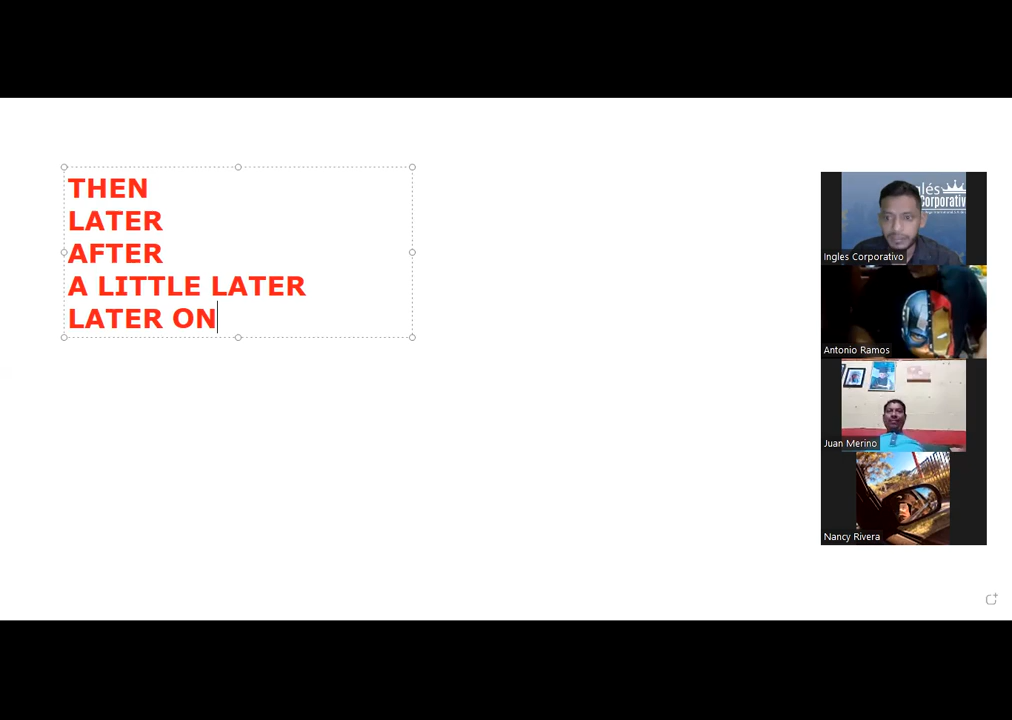 THEN
LATER
AFTER
A LITTLE LATER
LATER ON
Ingles Corporativo
Antonio Ramos
Juan Merino
Nancy Rivera